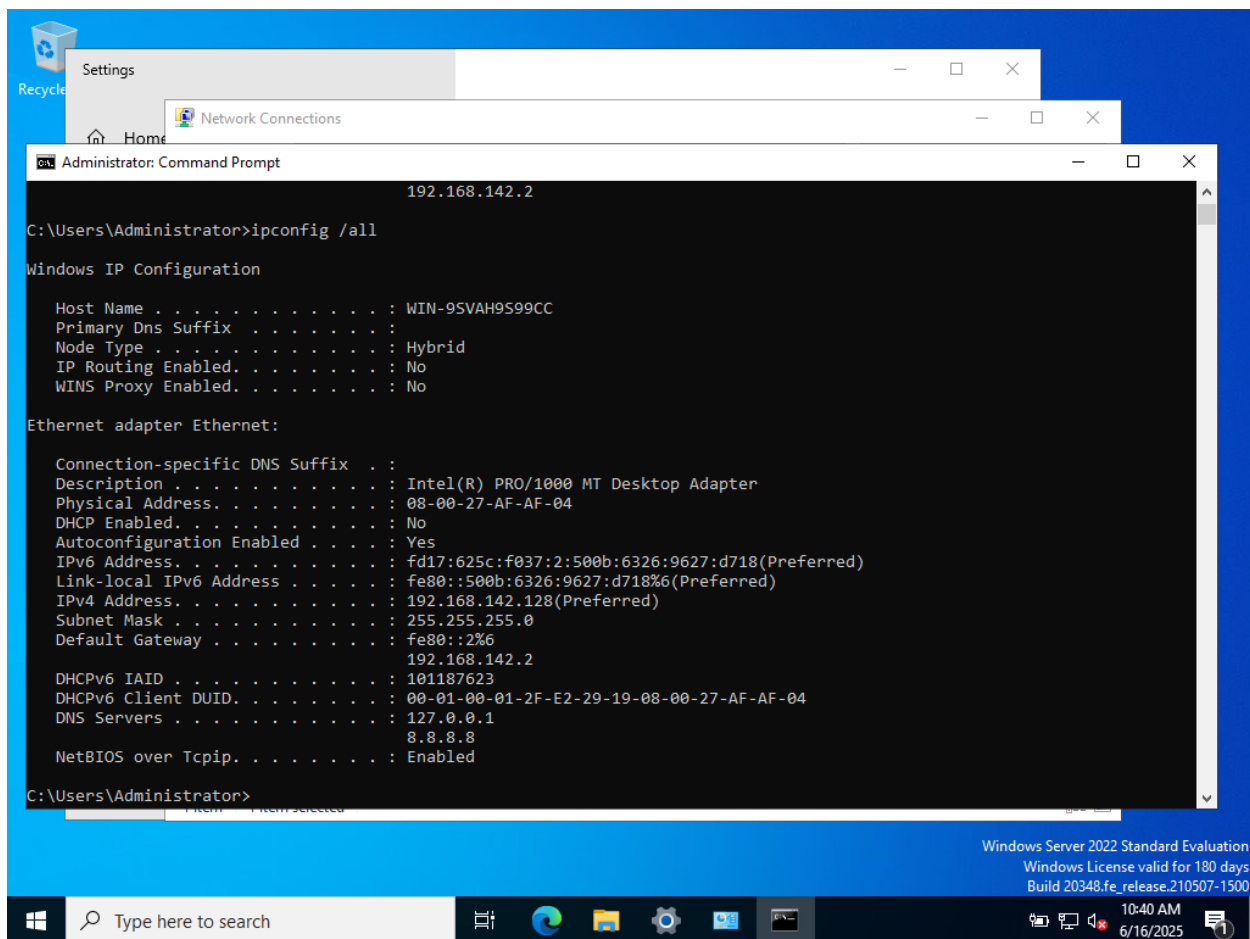 Recycle
Settings
Home
Network Connections
Administrator: Command Prompt
192.168.142.2
C:\Users\Administrator>ipconfig /all
Windows IP Configuration
Host Name . . . . . . . . . . . . : WIN-9SVAH9S99CC
Primary Dns Suffix  . . . . . . . :
Node Type . . . . . . . . . . . . : Hybrid
IP Routing Enabled. . . . . . . . : No
WINS Proxy Enabled. . . . . . . . : No
Ethernet adapter Ethernet:
Connection-specific DNS Suffix  . :
Description . . . . . . . . . . . : Intel(R) PRO/1000 MT Desktop Adapter
Physical Address. . . . . . . . . : 08-00-27-AF-AF-04
DHCP Enabled. . . . . . . . . . . : No
Autoconfiguration Enabled . . . . : Yes
IPv6 Address. . . . . . . . . . . : fd17:625c:f037:2:500b:6326:9627:d718(Preferred)
Link-local IPv6 Address . . . . . : fe80::500b:6326:9627:d718%6(Preferred)
IPv4 Address. . . . . . . . . . . : 192.168.142.128(Preferred)
Subnet Mask . . . . . . . . . . . : 255.255.255.0
Default Gateway . . . . . . . . . : fe80::2%6
192.168.142.2
DHCPv6 IAID . . . . . . . . . . . : 101187623
DHCPv6 Client DUID. . . . . . . . : 00-01-00-01-2F-E2-29-19-08-00-27-AF-AF-04
DNS Servers . . . . . . . . . . . : 127.0.0.1
8.8.8.8
NetBIOS over Tcpip. . . . . . . . : Enabled
C:\Users\Administrator>
Windows Server 2022 Standard Evaluation
Windows License valid for 180 days
Build 20348.fe_release.210507-1500
Type here to search
10:40 AM
6/16/2025
1